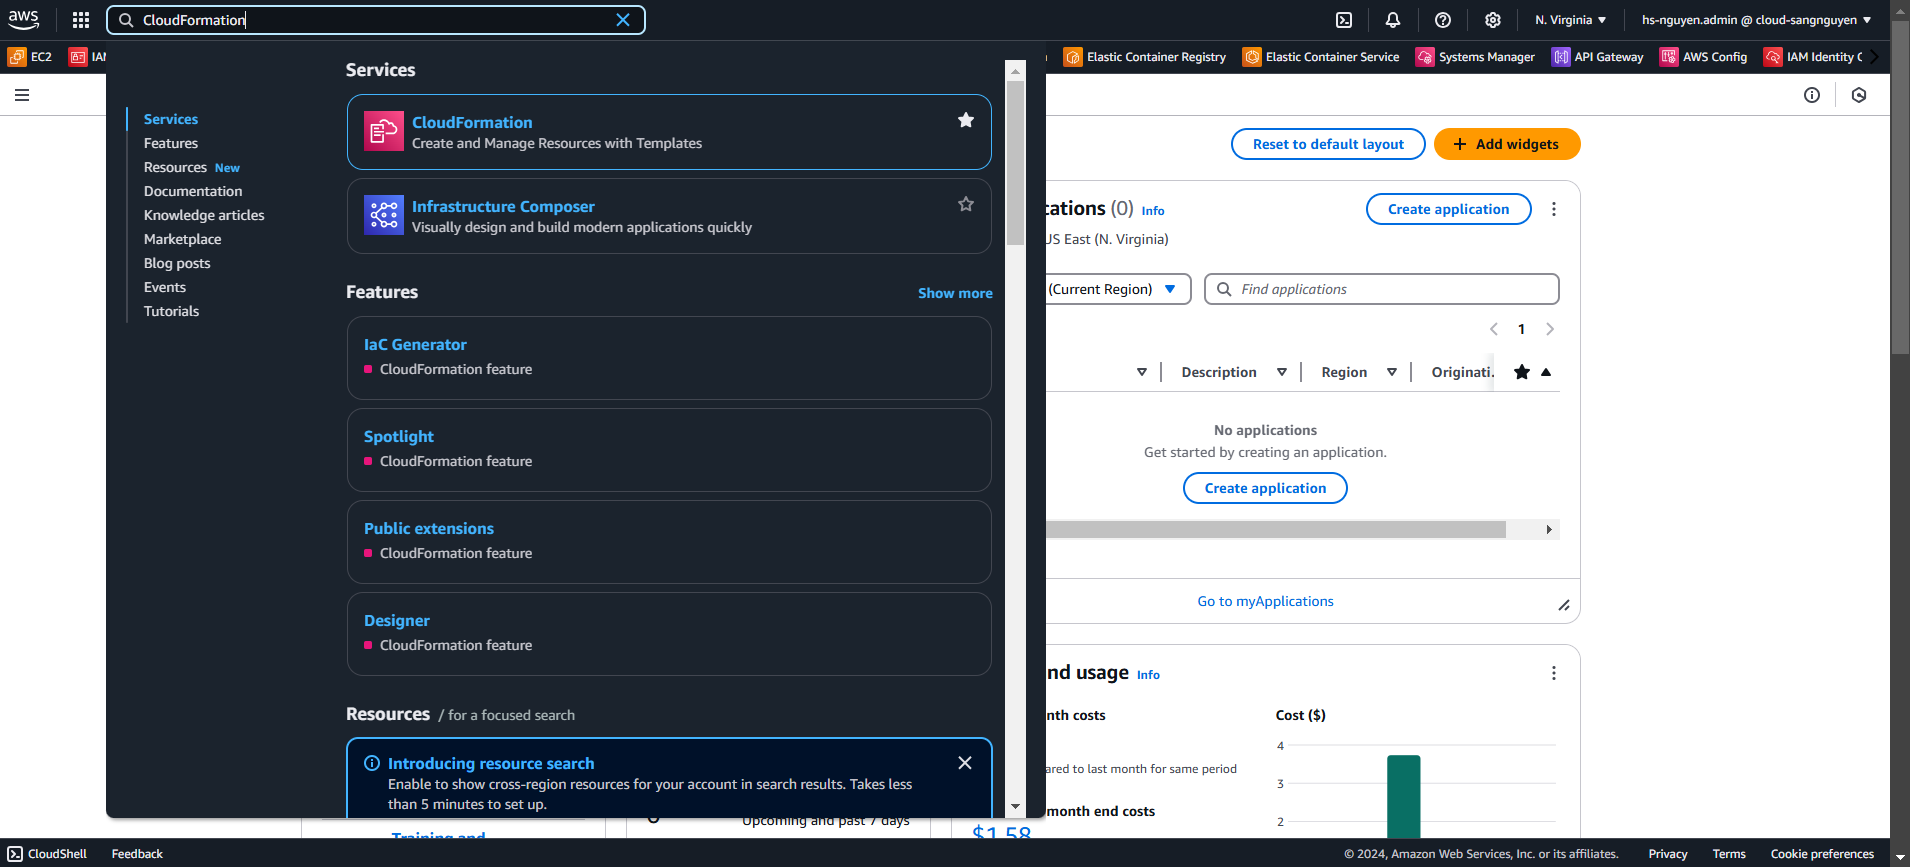 aws
CloudFormation
N. Virginia
hs-nguyen.admin @ cloud-sangnguyen
EC2
IAM
Elastic Container Registry
Elastic Container Service
Systems Manager
API Gateway
AWS Config
IAM Identity C
Services
Features
Resources New
Documentation
Knowledge articles
Marketplace
Blog posts
Events
Tutorials
Services
CloudFormation
Create and Manage Resources with Templates
Infrastructure Composer
Visually design and build modern applications quickly
Features
Show more
IaC Generator
CloudFormation feature
Spotlight
CloudFormation feature
Public extensions
CloudFormation feature
Designer
CloudFormation feature
Resources / for a focused search
Introducing resource search
Enable to show cross-region resources for your account in search results. Takes less
than 5 minutes to set up.
Reset to default layout
+ Add widgets
cations (0) Info
Create application
US East (N. Virginia)
(Current Region)
Find applications
1
Description
Region
Originati.
No applications
Get started by creating an application.
Create application
Go to myApplications
nd usage Info
nth costs
Cost ($)
4
ared to last month for same period
3
month end costs
2
Training and
Upcoming and past 7 days
$1.58
CloudShell
Feedback
© 2024, Amazon Web Services, Inc. or its affiliates.
Privacy
Terms
Cookie preferences